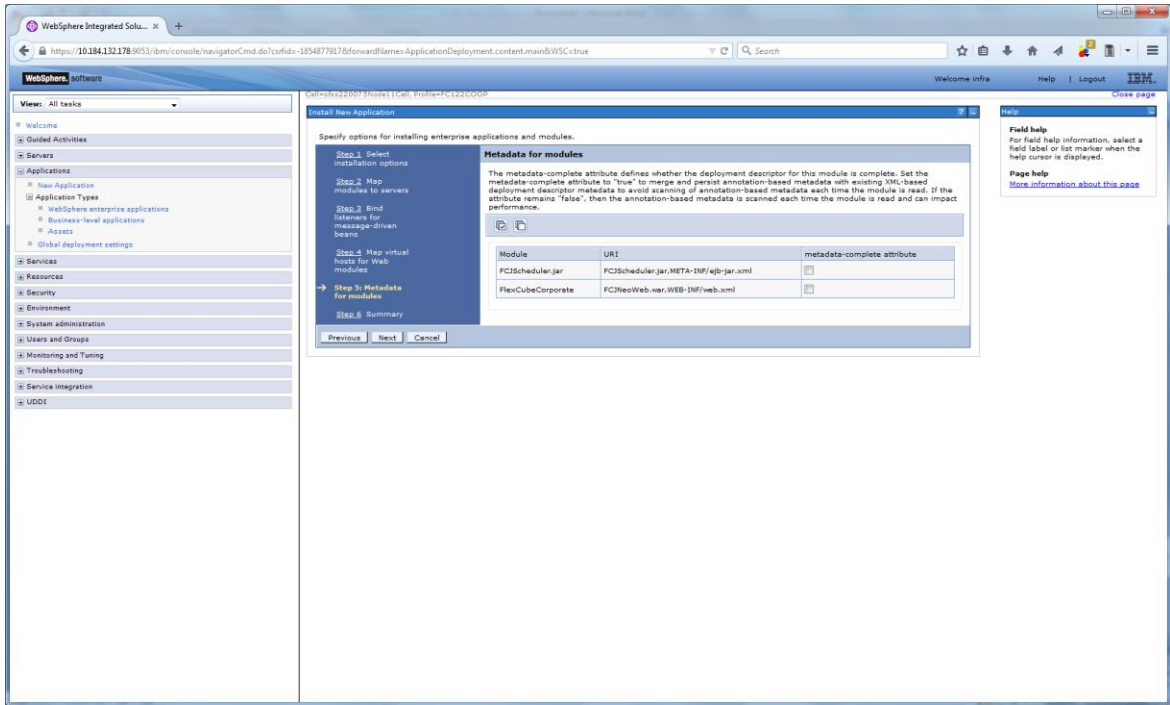 WebSphere Integrated Solu... × +
https://10.184.132.178:9053/ibm/console/navigatorCmd.do?csrfid=-1854877917&forwardName=ApplicationDeployment.content.main&WSC=true
Search
2
WebSphere. software
Welcome infra Help | Logout IBM.
View: All tasks
Welcome
Guided Activities
Servers
Applications
New Application
Application Types
WebSphere enterprise applications
Business-level applications
Assets
Global deployment settings
Services
Resources
Security
Environment
System administration
Users and Groups
Monitoring and Tuning
Troubleshooting
Service integration
UDDI
Close page
Install New Application
Specify options for installing enterprise applications and modules.
Step 1 Select
installation options
Step 2 Map
modules to servers
Step 3 Bind
listeners for
message-driven
beans
Step 4 Map virtual
hosts for Web
modules
Step 5: Metadata
for modules
Step 6 Summary
Metadata for modules
The metadata-complete attribute defines whether the deployment descriptor for this module is complete. Set the
metadata-complete attribute to "true" to merge and persist annotation-based metadata with existing XML-based
deployment descriptor metedata to avoid scanning of annotation-based metadata each time the module is read. If the
attribute remains "false", then the annotation-based metadata is scanned each time the module is read and can impact
performance.
Module URI metadata-complete attribute
FCJScheduler.jar FCJScheduler.jar,META-INF/ejb-jar.xml
FlexCubeCorporate FCJNeoWeb.war,WEB-INF/web.xml
Previous Next Cancel
Help
Field help
For field help information, select a
field label or list marker when the
help cursor is displayed.
Page help
More information about this page